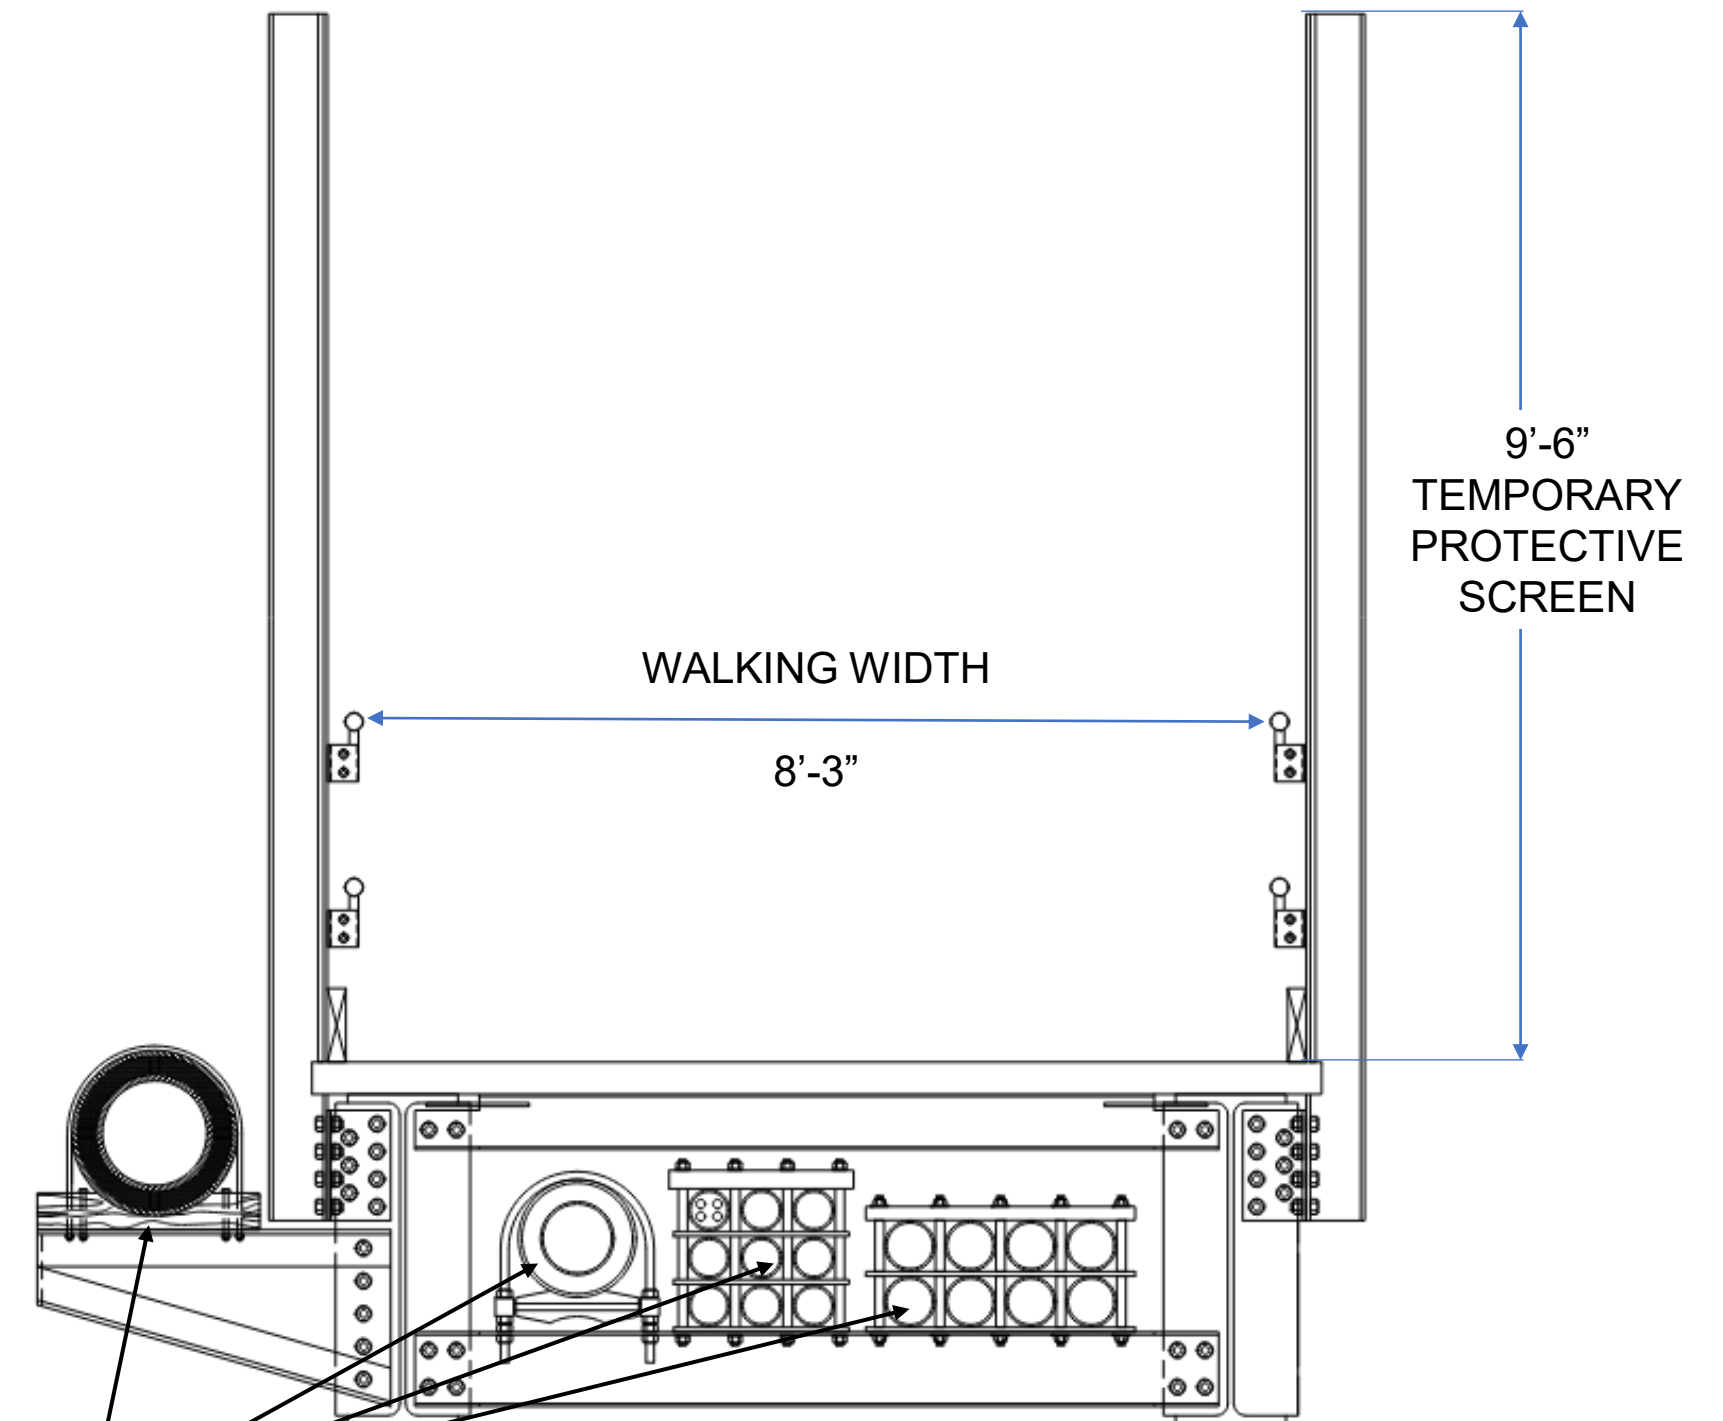 9’-6”
TEMPORARY
PROTECTIVE
SCREEN
WALKING WIDTH
8’-3”